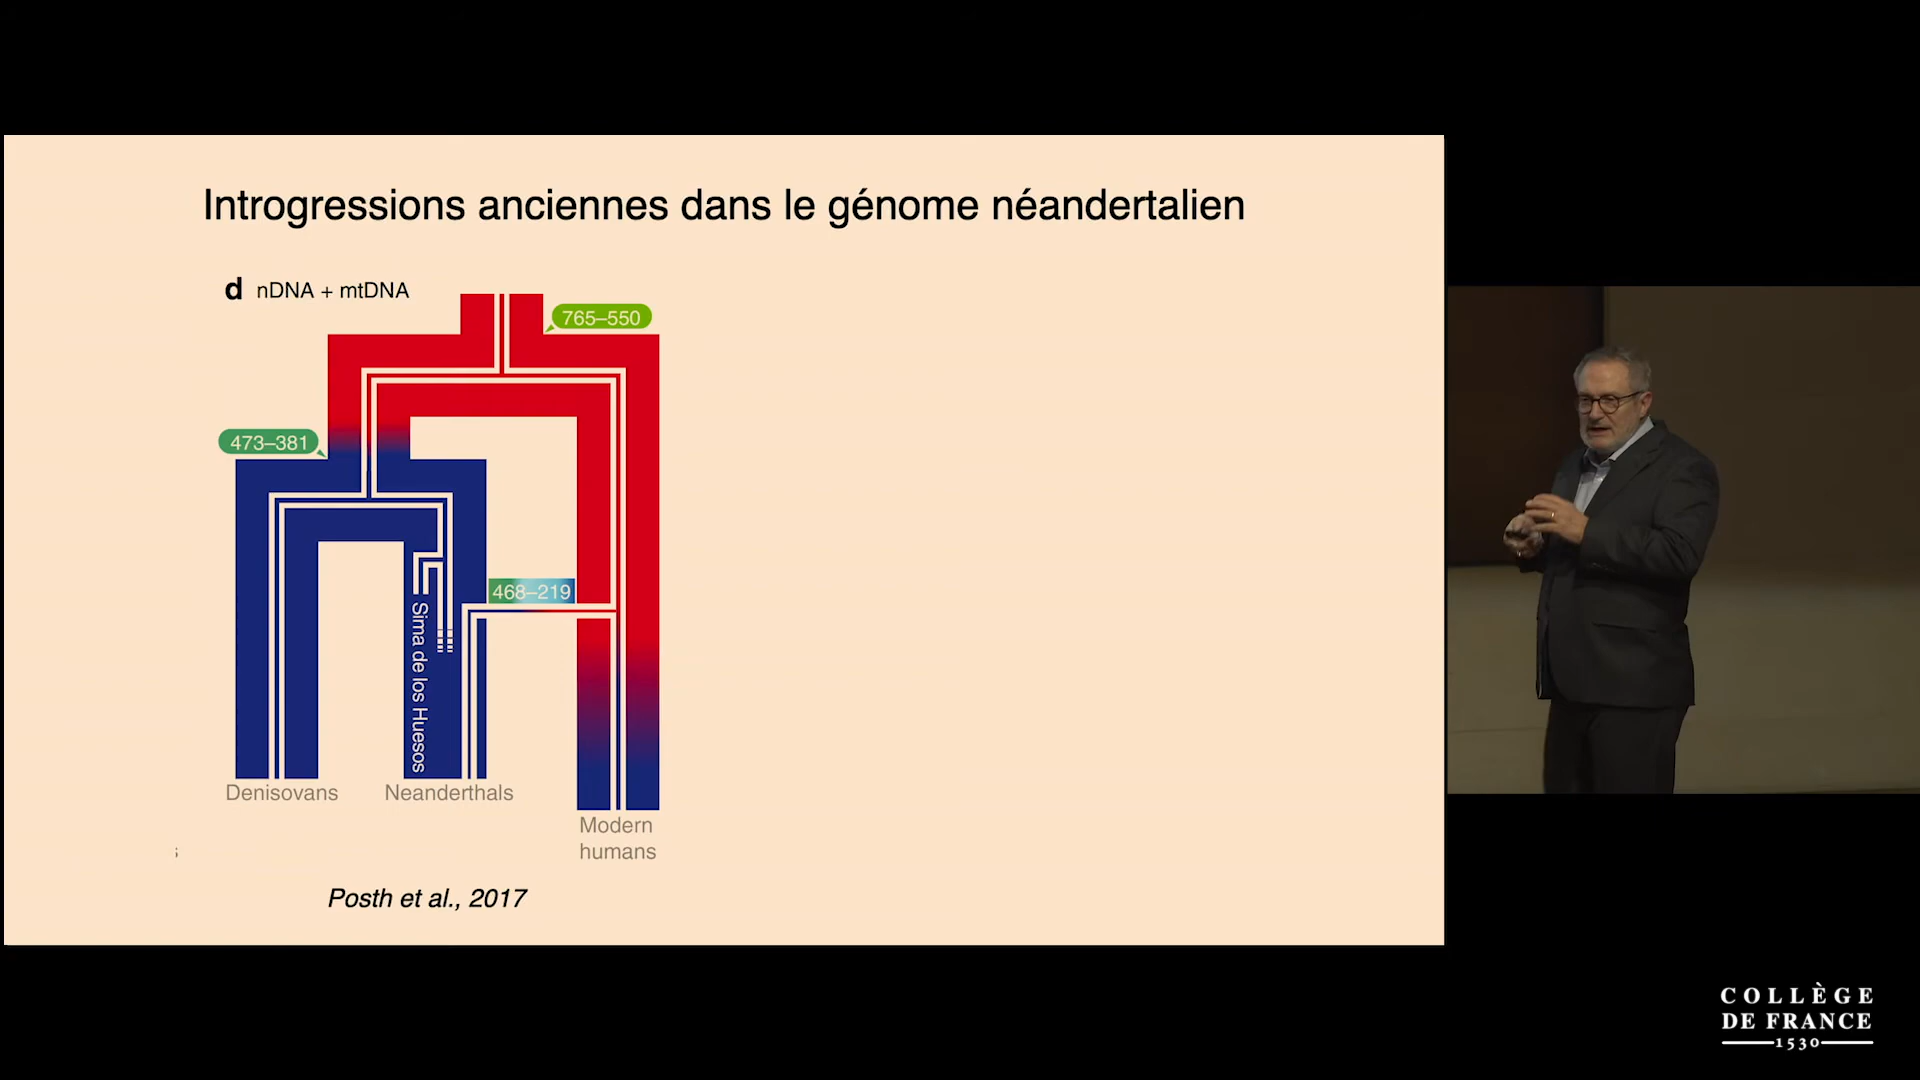 Introgressions anciennes dans le génome néandertalien
d nDNA + mtDNA
765–550
473–381
468–219
Sima de los Huesos
Denisovans
Neanderthals
Modern
humans
Posth et al., 2017
COLLÈGE
DE FRANCE
1530